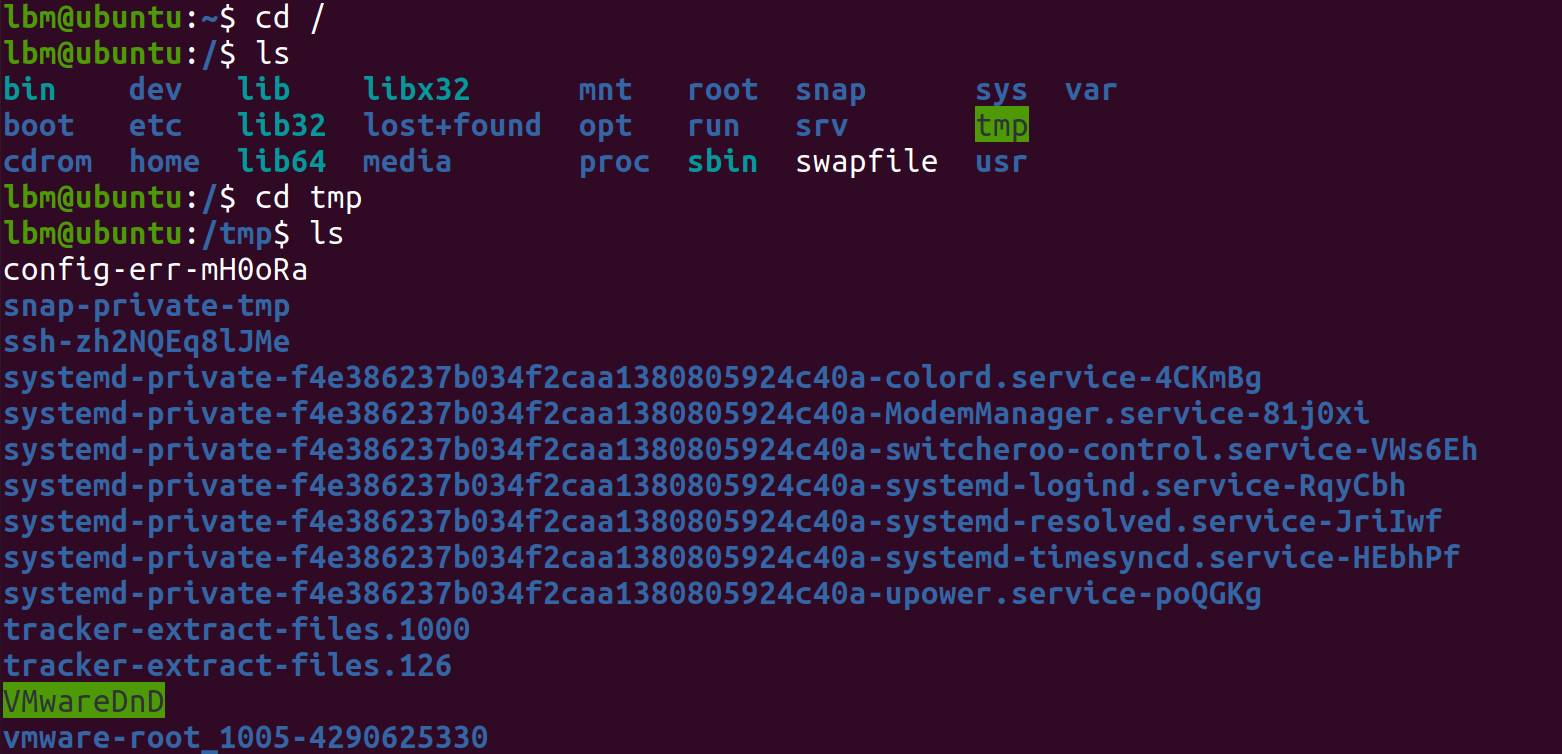 lbm@ubuntu:~$ cd /
lbm@ubuntu:/$ ls
bin    dev   lib    libx32      mnt   root  snap      sys  var
boot   etc   lib32  lost+found  opt   run   srv       tmp
cdrom  home  lib64  media       proc  sbin  swapfile  usr
lbm@ubuntu:/$ cd tmp
lbm@ubuntu:/tmp$ ls
config-err-mH0oRa
snap-private-tmp
ssh-zh2NQEq8lJMe
systemd-private-f4e386237b034f2caa1380805924c40a-colord.service-4CKmBg
systemd-private-f4e386237b034f2caa1380805924c40a-ModemManager.service-81j0xi
systemd-private-f4e386237b034f2caa1380805924c40a-switcheroo-control.service-VWs6Eh
systemd-private-f4e386237b034f2caa1380805924c40a-systemd-logind.service-RqyCbh
systemd-private-f4e386237b034f2caa1380805924c40a-systemd-resolved.service-JriIwf
systemd-private-f4e386237b034f2caa1380805924c40a-systemd-timesyncd.service-HEbhPf
systemd-private-f4e386237b034f2caa1380805924c40a-upower.service-poQGKg
tracker-extract-files.1000
tracker-extract-files.126
VMwareDnD
vmware-root_1005-4290625330